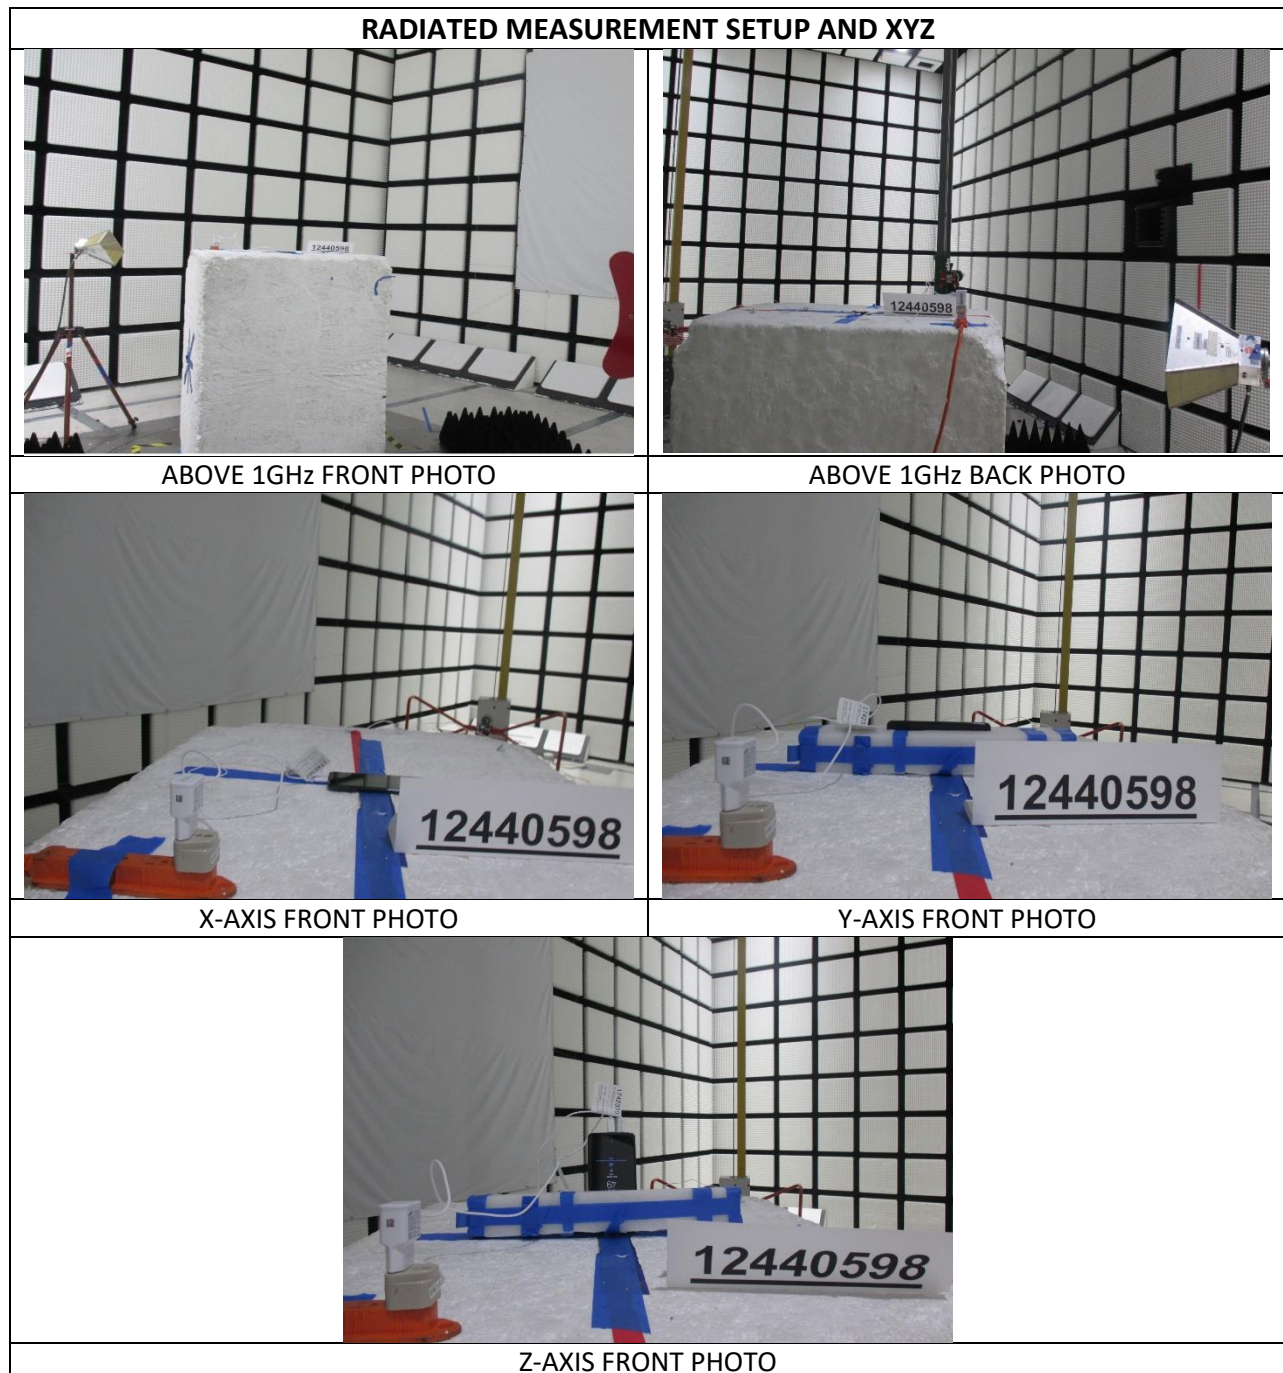 RADIATED MEASUREMENT SETUP AND XYZ
12440598
12440598
ABOVE 1GHz FRONT PHOTO
ABOVE 1GHz BACK PHOTO
12440598
12440598
X-AXIS FRONT PHOTO
Y-AXIS FRONT PHOTO
12440598
Z-AXIS FRONT PHOTO